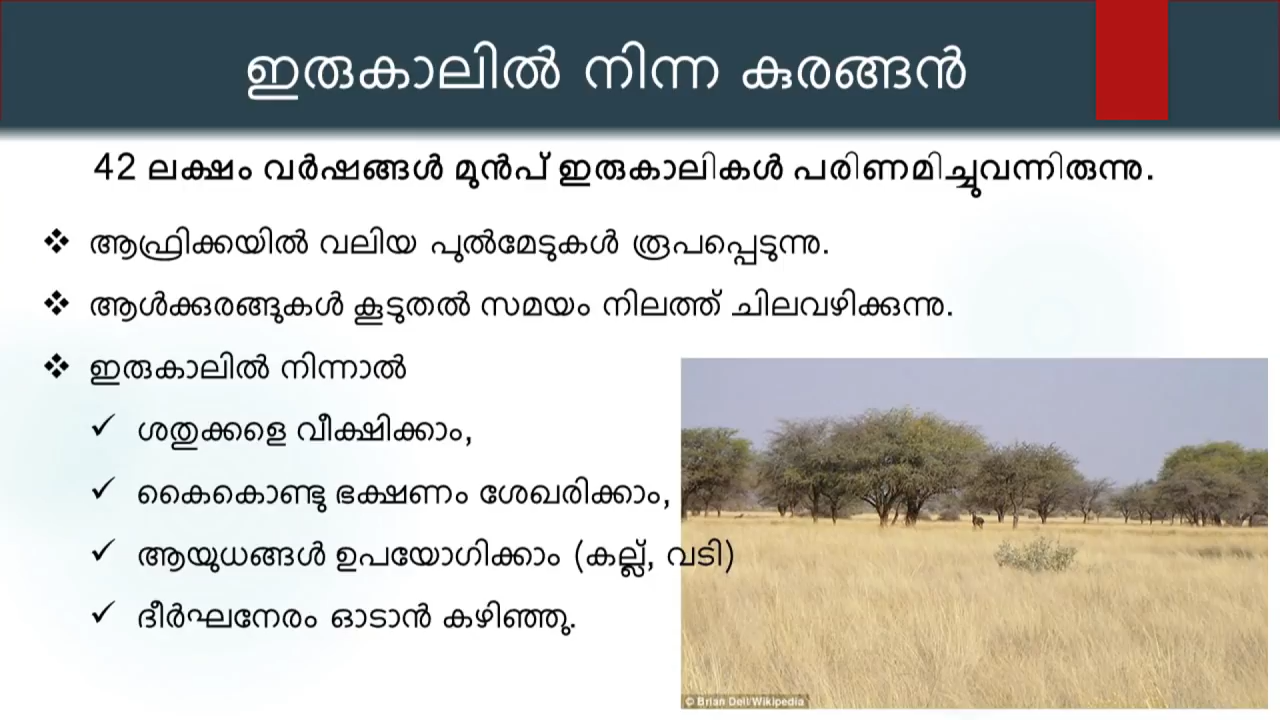 ഇരുകാലിൽ നിന്ന കുരങ്ങൻ
42 ലക്ഷം വർഷങ്ങൾ മുൻപ് ഇരുകാലികൾ പരിണമിച്ചുവന്നിരുന്നു.
❖ ആഫ്രിക്കയിൽ വലിയ പുൽമേടുകൾ രൂപപ്പെടുന്നു.
❖ ആൾക്കുരങ്ങുകൾ കൂടുതൽ സമയം നിലത്ത് ചിലവഴിക്കുന്നു.
❖ ഇരുകാലിൽ നിന്നാൽ
✓ ശതുക്കളെ വീക്ഷിക്കാം,
✓ കൈകൊണ്ടു ഭക്ഷണം ശേഖരിക്കാം,
✓ ആയുധങ്ങൾ ഉപയോഗിക്കാം (കല്ല്, വടി)
✓ ദീർഘനേരം ഓടാൻ കഴിഞ്ഞു.
© Brian Dell/Wikipedia